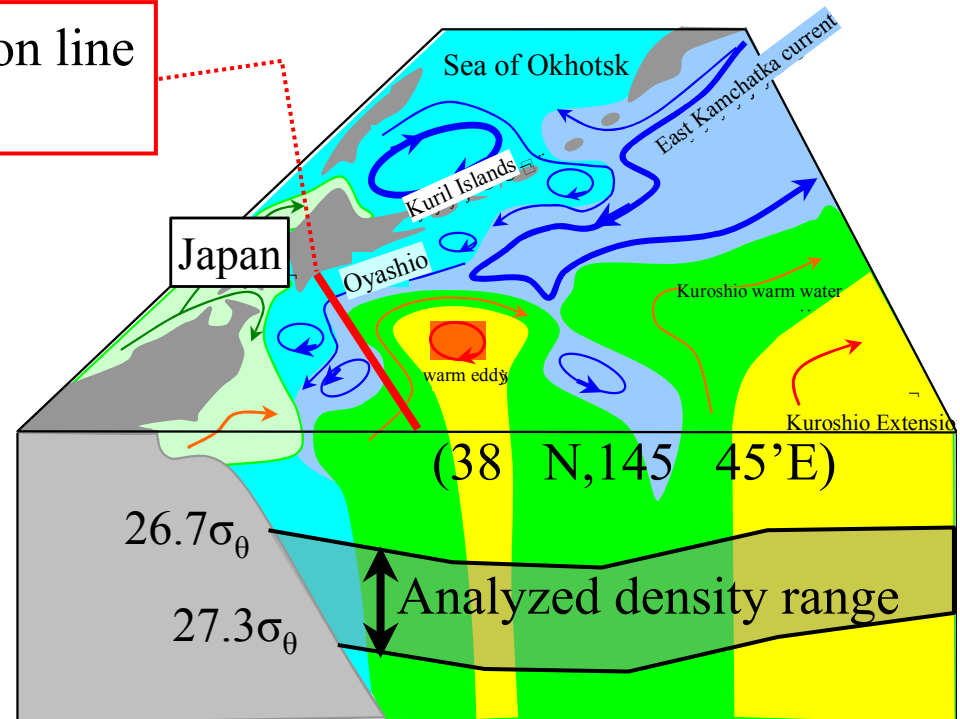 on line
Sea of Okhotsk
East Kamchatka current
Kuril Islands
Japan
Oyashio
Kuroshio warm water
warm eddy
Kuroshio Extensio
(38 N,145 45’E)
26.7σθ
Analyzed density range
27.3σθ